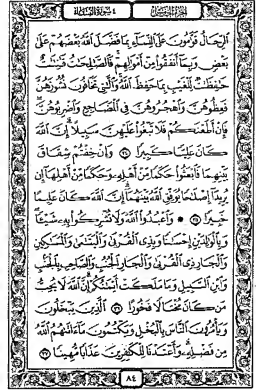 الجزء الخامس ٤ سورة النساء
الرجال قوامون على النساء بما فضل الله بعضهم على
بعض وبما أنفقوا من أموالهم فالصالحات قانتات
حافظات للغيب بما حفظ الله والتي تخافون نشوزهن
فعظوهن واهجروهن في المضاجع واضربوهن
فإن أطعنكم فلا تبغوا عليهن سبيلا إن الله
كان عليا كبيرا ٣٤ وإن خفتم شقاق
بينهما فابعثوا حكما من أهله وحكما من أهلها إن
يريدا إصلاحا يوفق الله بينهما إن الله كان عليما
خبيرا ٣٥ واعبدوا الله ولا تشركوا به شيئا
وبالوالدين إحسانا وبذي القربى واليتامى والمساكين
والجار ذي القربى والجار الجنب والصاحب بالجنب
وابن السبيل وما ملكت أيمانكم إن الله لا يحب
من كان مختالا فخورا ٣٦ الذين يبخلون
ويأمرون الناس بالبخل ويكتمون ما آتاهم الله
من فضله وأعتدنا للكافرين عذابا مهينا ٣٧
٨٤